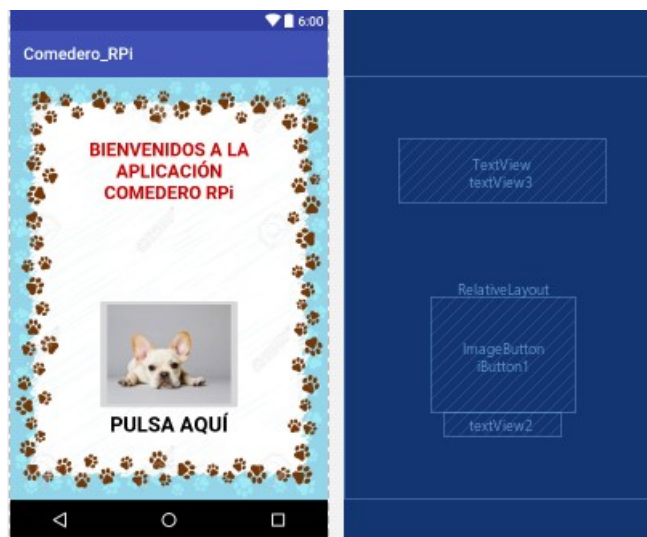 6:00
Comedero_RPi
BIENVENIDOS A LA
APLICACIÓN
COMEDERO RPi
PULSA AQUÍ
TextView
textView3
RelativeLayout
ImageButton
iButton1
textView2